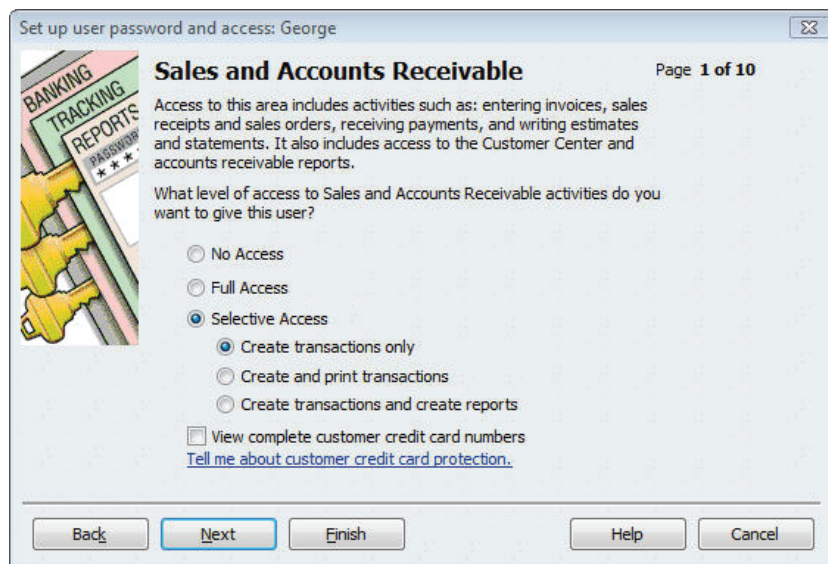 Set up user password and access: George
BANKING
TRACKING
REPORTS
PASSWOR
****
Sales and Accounts Receivable
Page 1 of 10
Access to this area includes activities such as: entering invoices, sales
receipts and sales orders, receiving payments, and writing estimates
and statements. It also includes access to the Customer Center and
accounts receivable reports.
What level of access to Sales and Accounts Receivable activities do you
want to give this user?
No Access
Full Access
Selective Access
Create transactions only
Create and print transactions
Create transactions and create reports
View complete customer credit card numbers
Tell me about customer credit card protection.
Back
Next
Finish
Help
Cancel